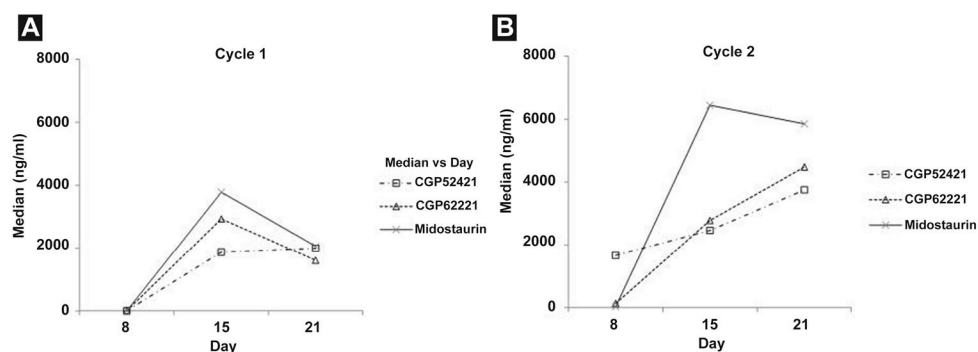 A
Cycle 1
8000
6000
4000
2000
0
Median (ng/ml)
8 15 21
Day
Median vs Day
CGP52421
CGP62221
Midostaurin
B
Cycle 2
8000
6000
4000
2000
0
Median (ng/ml)
8 15 21
Day
CGP52421
CGP62221
Midostaurin